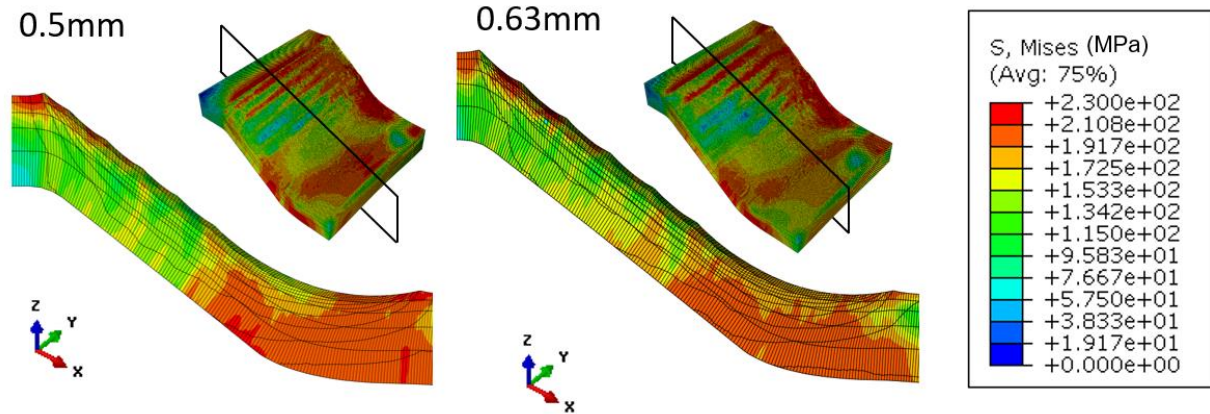 0.5mm
0.63mm
S, Mises (MPa)
(Avg: 75%)
+2.300e+02
+2.108e+02
+1.917e+02
+1.725e+02
+1.533e+02
+1.342e+02
+1.150e+02
+9.583e+01
+7.667e+01
+5.750e+01
+3.833e+01
+1.917e+01
+0.000e+00
Z
Y
X
Z
Y
X